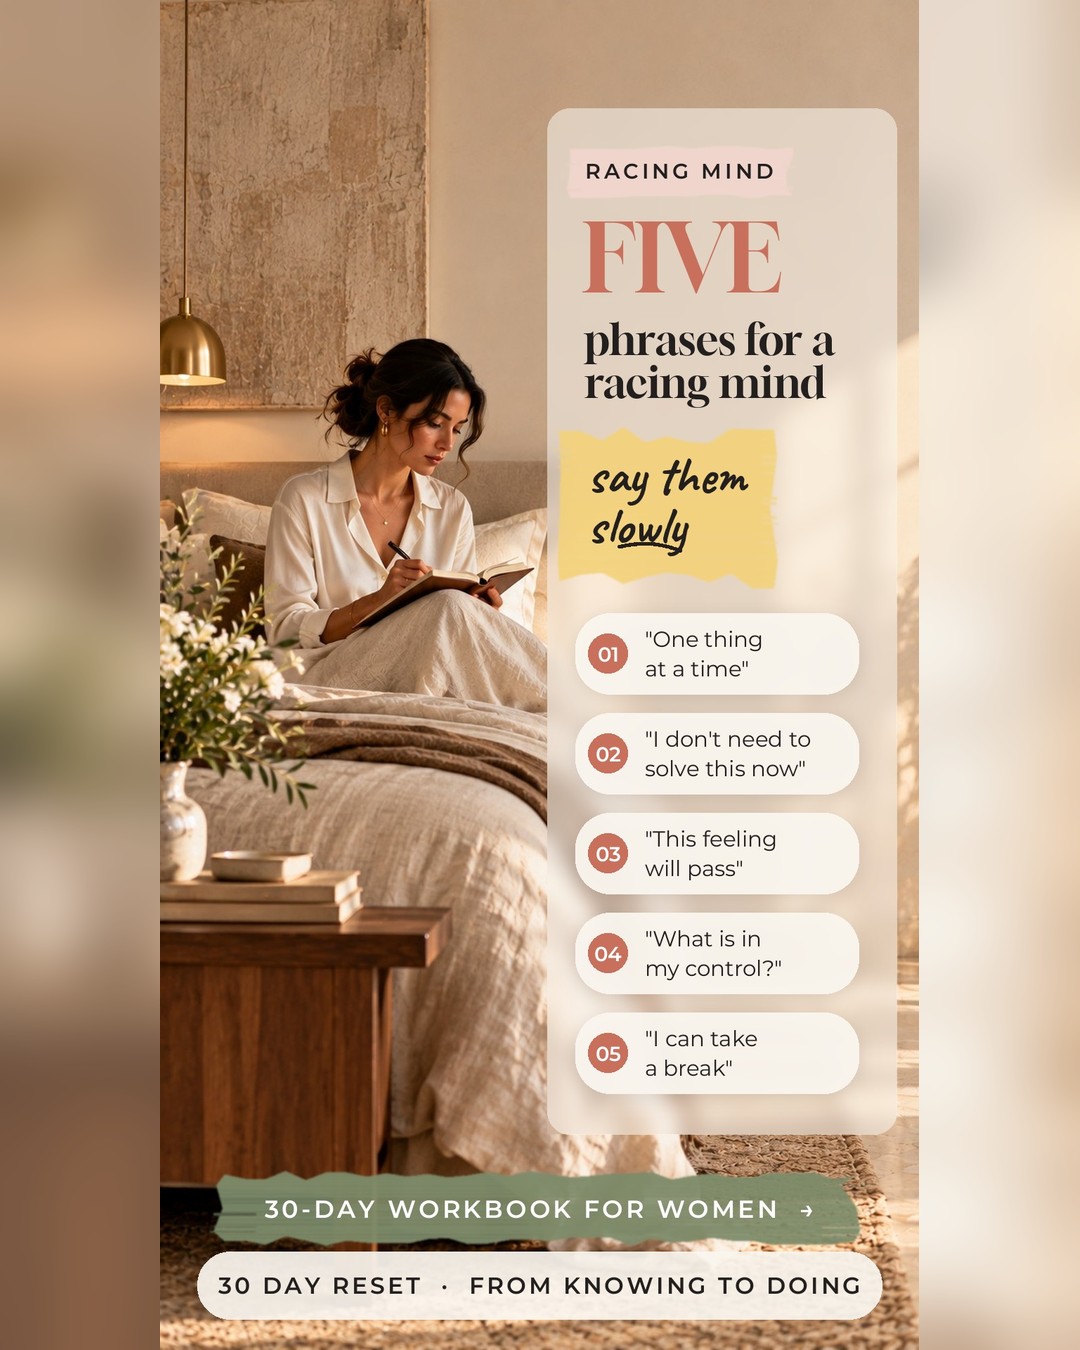 RACING MIND
FIVE
phrases for a
racing mind
say them
slowly
01 "One thing
at a time"
02 "I don't need to
solve this now"
03 "This feeling
will pass"
04 "What is in
my control?"
05 "I can take
a break"
30-DAY WORKBOOK FOR WOMEN →
30 DAY RESET · FROM KNOWING TO DOING